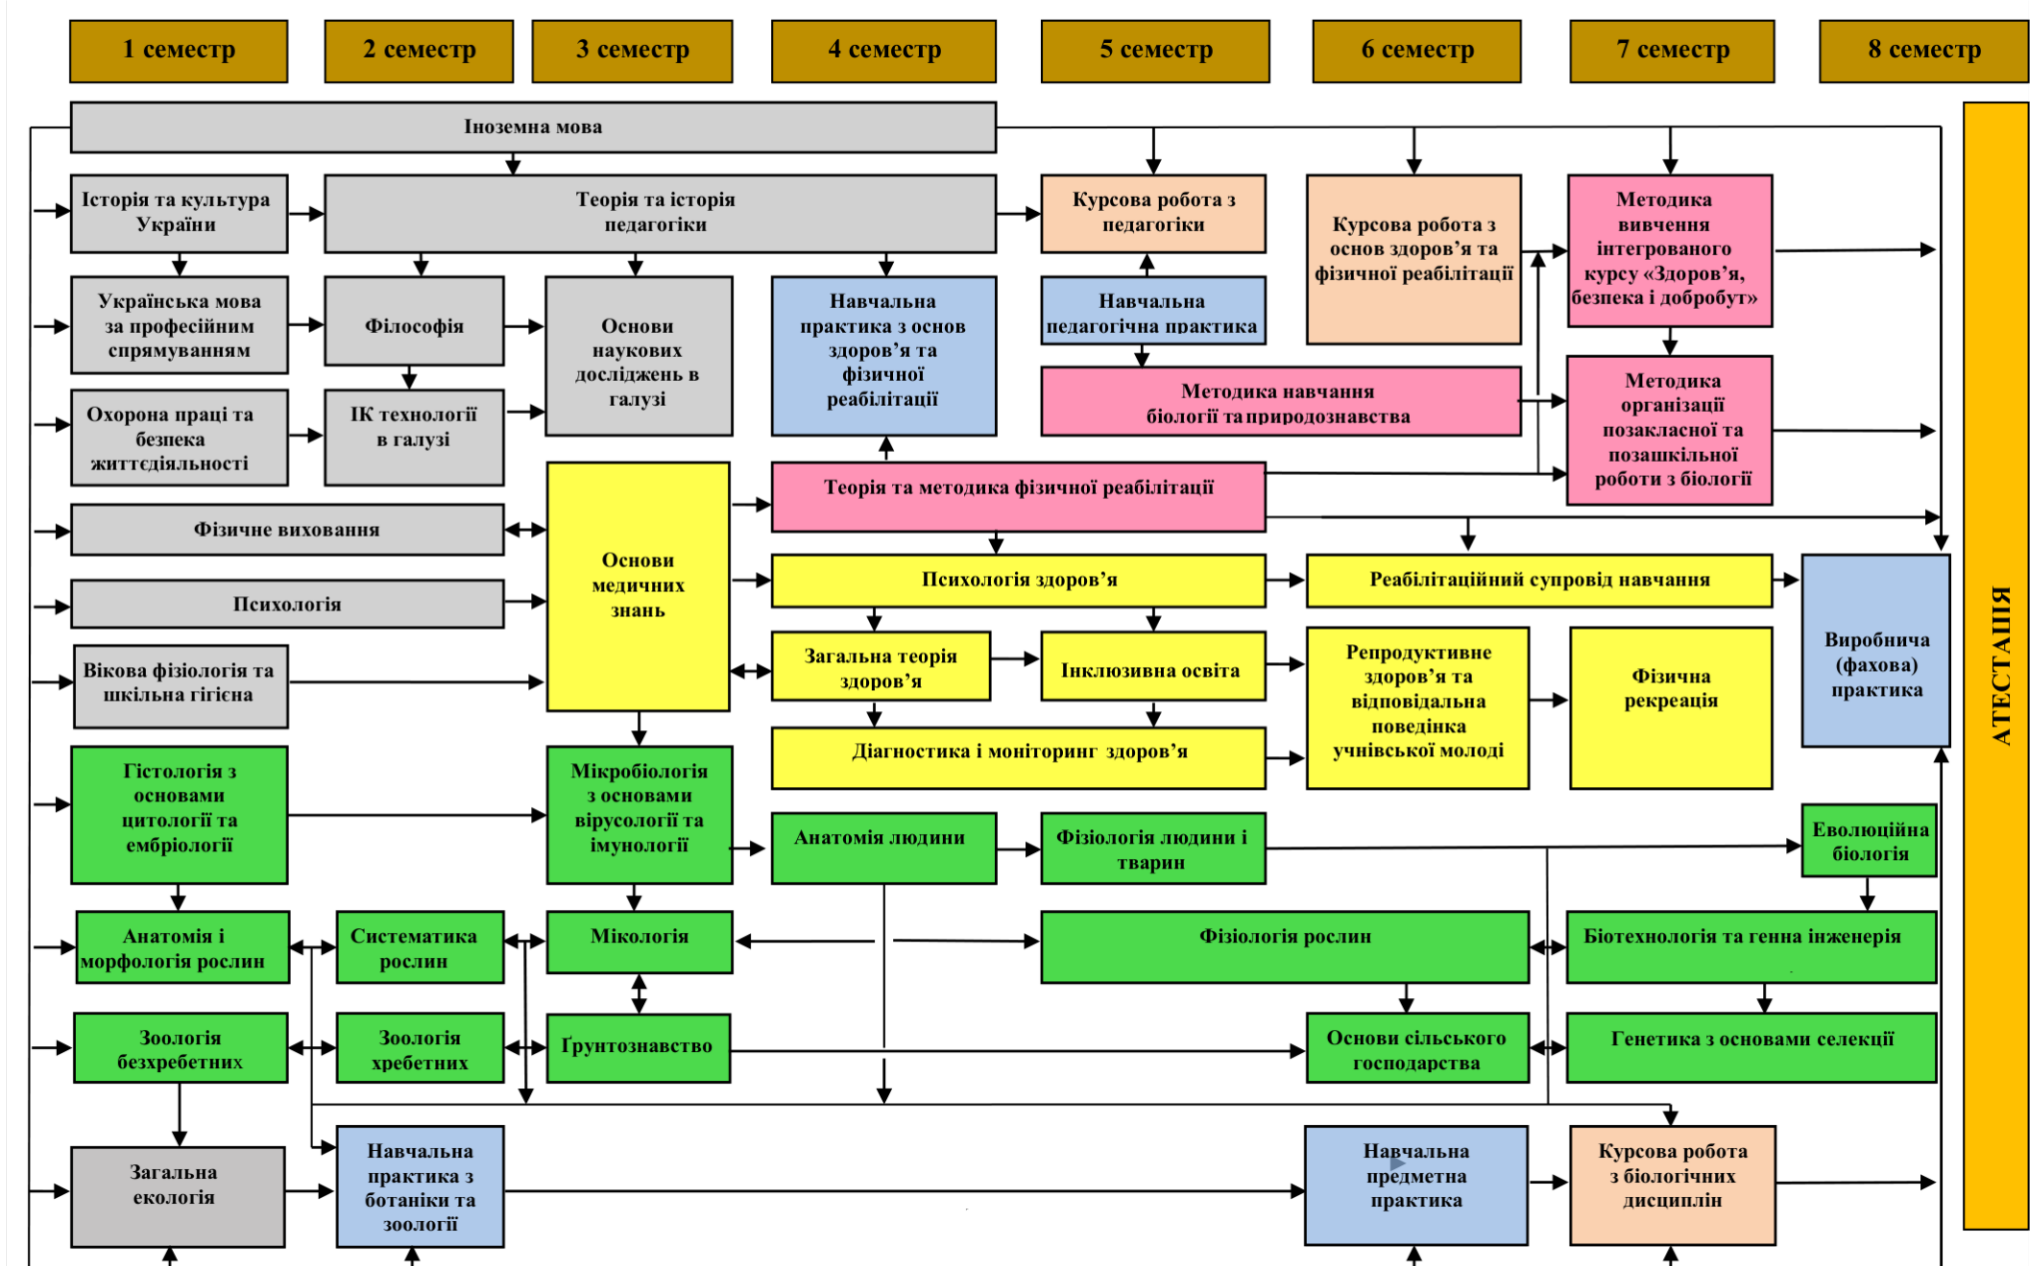 1 семестр
2 семестр
3 семестр
4 семестр
5 семестр
6 семестр
7 семестр
8 семестр
Іноземна мова
Історія та культура
України
Теорія та історія
педагогіки
Курсова робота з
педагогіки
Курсова робота з
основ здоров’я та
фізичної реабілітації
Методика
вивчення
інтегрованого
курсу «Здоров’я,
безпека і добробут»
Українська мова
за професійним
спрямуванням
Філософія
Основи
наукових
досліджень в
галузі
Навчальна
практика з основ
здоров’я та
фізичної
реабілітації
Навчальна
педагогічна практика
Методика навчання
біології та природознавства
Методика
організації
позакласної та
позашкільної
роботи з біології
Охорона праці та
безпека
життєдіяльності
ІК технології
в галузі
Теорія та методика фізичної реабілітації
Фізичне виховання
Основи
медичних
знань
Психологія здоров’я
Реабілітаційний супровід навчання
Психологія
Виробнича
(фахова)
практика
АТЕСТАЦІЯ
Вікова фізіологія та
шкільна гігієна
Загальна теорія
здоров’я
Інклюзивна освіта
Репродуктивне
здоров’я та
відповідальна
поведінка
учнівської молоді
Фізична
рекреація
Діагностика і моніторинг здоров’я
Гістологія з
основами
цитології та
ембріології
Мікробіологія
з основами
вірусології та
імунології
Анатомія людини
Фізіологія людини і
тварин
Еволюційна
біологія
Анатомія і
морфологія рослин
Систематика
рослин
Мікологія
Фізіологія рослин
Біотехнологія та генна інженерія
Зоологія
безхребетних
Зоологія
хребетних
Ґрунтознавство
Основи сільського
господарства
Генетика з основами селекції
Загальна
екологія
Навчальна
практика з
ботаніки та
зоології
Навчальна
предметна
практика
Курсова робота
з біологічних
дисциплін